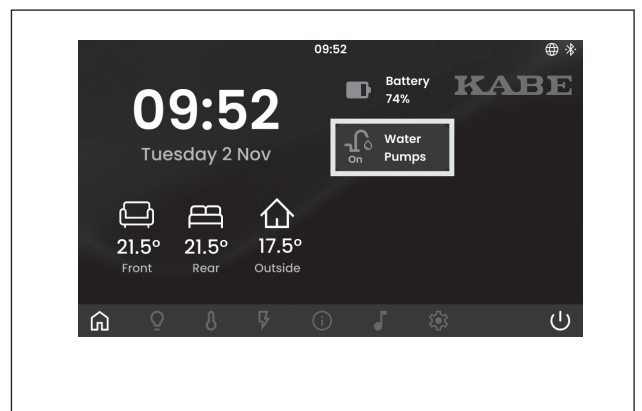 09:52
KABE
09:52
Tuesday 2 Nov
Battery
74%
On
Water
Pumps
21.5°
21.5°
17.5°
Front
Rear
Outside